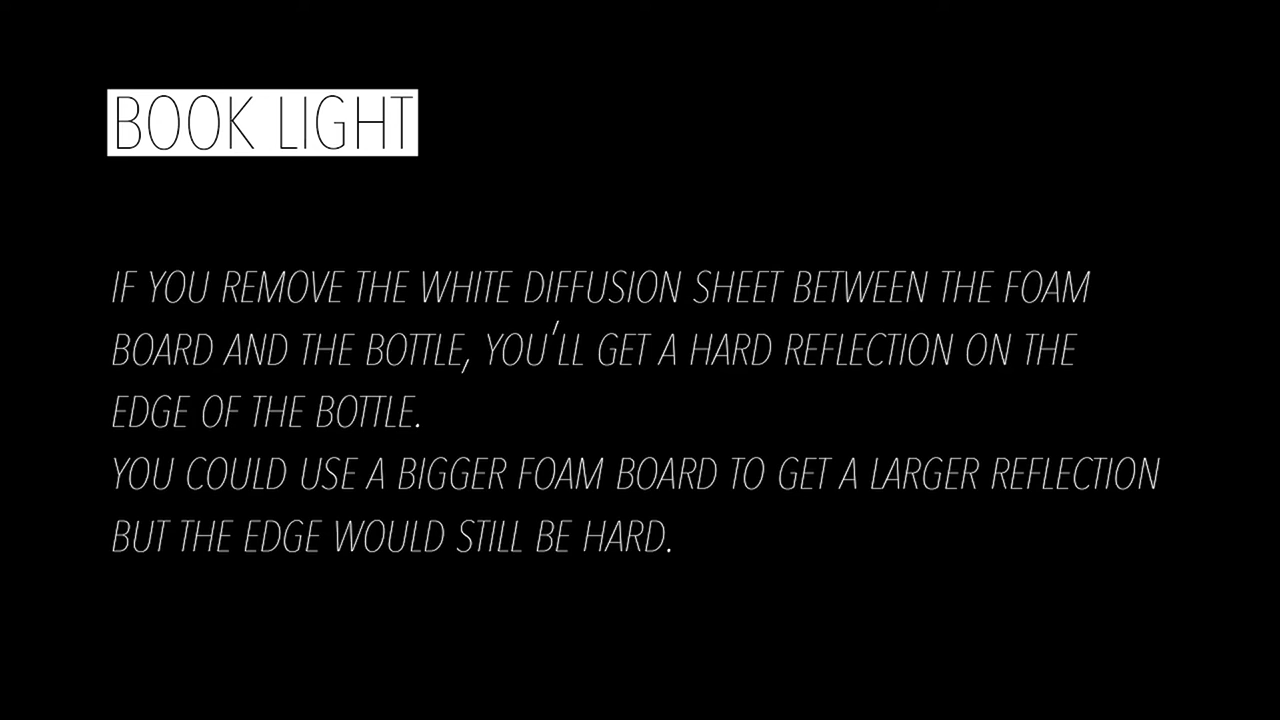 BOOK LIGHT
IF YOU REMOVE THE WHITE DIFFUSION SHEET BETWEEN THE FOAM
BOARD AND THE BOTTLE, YOU'LL GET A HARD REFLECTION ON THE
EDGE OF THE BOTTLE.
YOU COULD USE A BIGGER FOAM BOARD TO GET A LARGER REFLECTION
BUT THE EDGE WOULD STILL BE HARD.